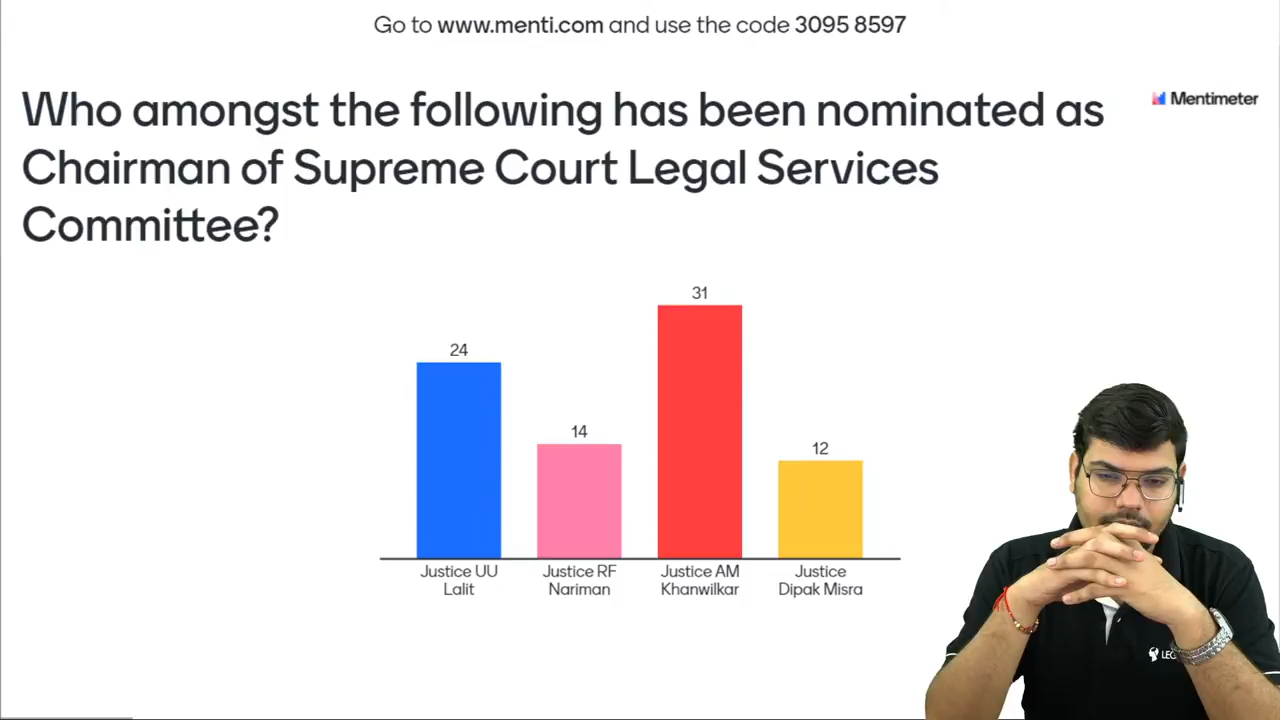 Go to www.menti.com and use the code 3095 8597
Who amongst the following has been nominated as
Mentimeter
Chairman of Supreme Court Legal Services
Committee?
31
24
14
12
Justice UU
Lalit
Justice RF
Nariman
Justice AM
Khanwilkar
Justice
Dipak Misra